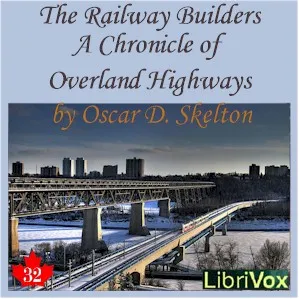 The Railway Builders
A Chronicle of
Overland Highways
by Oscar D. Skelton
32
LibriVox